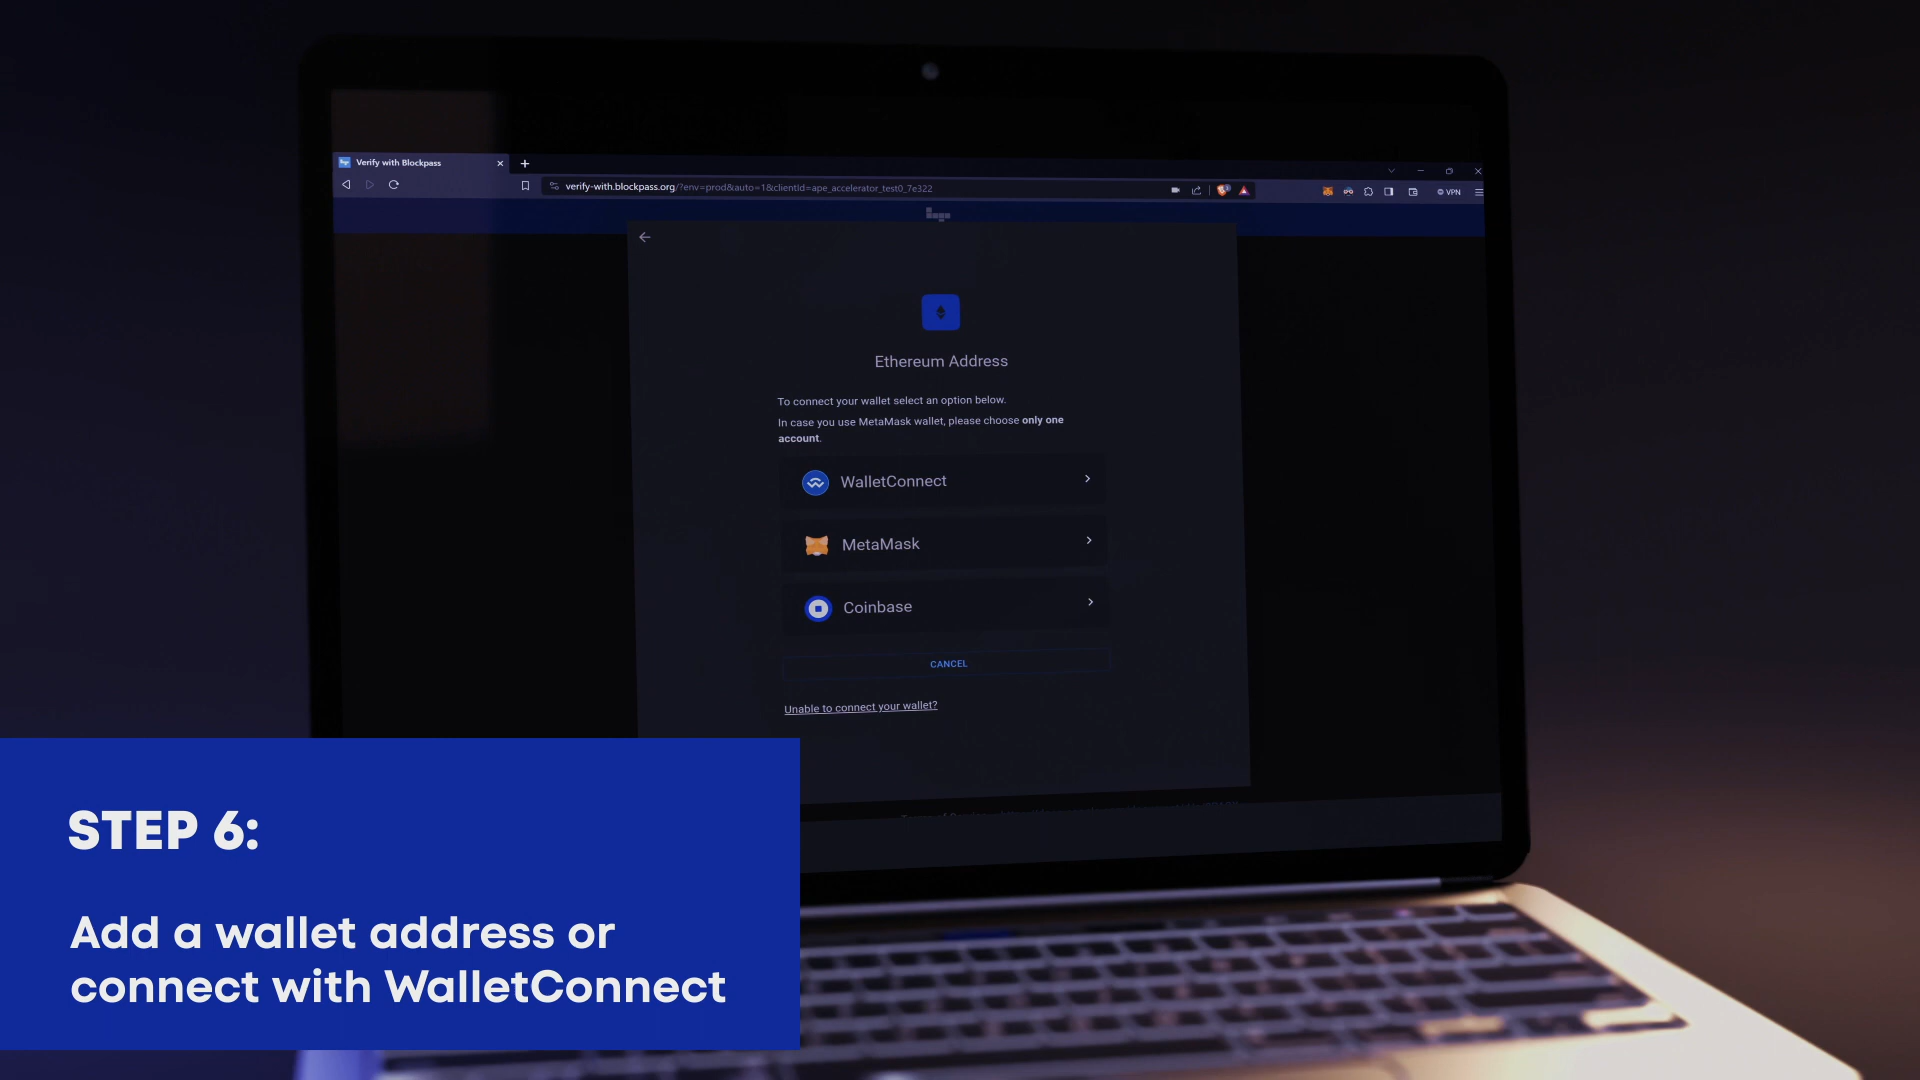 Verify with Blockpass
verify-with.blockpass.org/?env=prod&auto=1&clientId=ape_accelerator_test0_7e322
VPN
Ethereum Address
To connect your wallet select an option below.
In case you use MetaMask wallet, please choose only one
account.
WalletConnect
MetaMask
Coinbase
CANCEL
Unable to connect your wallet?
STEP 6:
Add a wallet address or
connect with WalletConnect